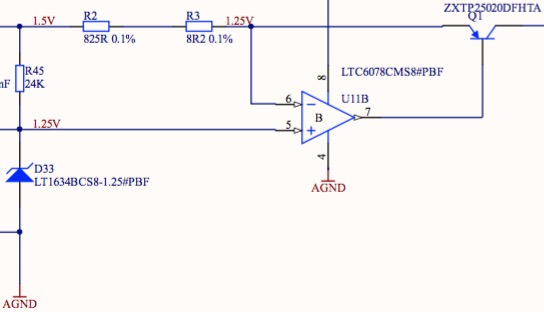 ZXTP25020DFHTA
Q1
1.5V
R2
R3
1.25V
825R 0.1%
8R2 0.1%
nF
R45
24K
8
LTC6078CMS8#PBF
U11B
6
B
7
1.25V
5
4
D33
LT1634BCS8-1.25#PBF
AGND
AGND